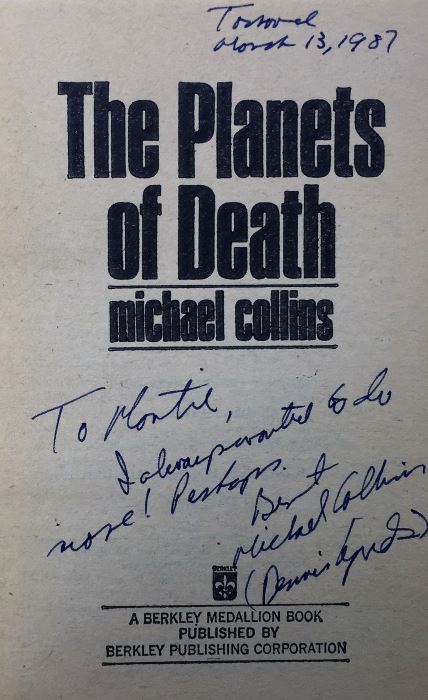 March 13, 1987
The Planets
of Death
michael collins
To Monte,
I always wanted to do
more! Perhaps.
Best
Michael Collins
(Dennis Lynds)
BERKLEY
A BERKLEY MEDALLION BOOK
PUBLISHED BY
BERKLEY PUBLISHING CORPORATION